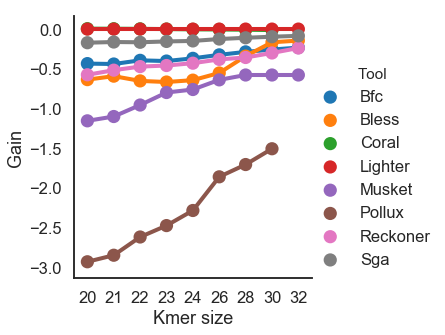 0.0
−0.5
−1.0
−1.5
−2.0
−2.5
−3.0
Gain
20 21 22 23 24 26 28 30 32
Kmer size
Tool
Bfc
Bless
Coral
Lighter
Musket
Pollux
Reckoner
Sga